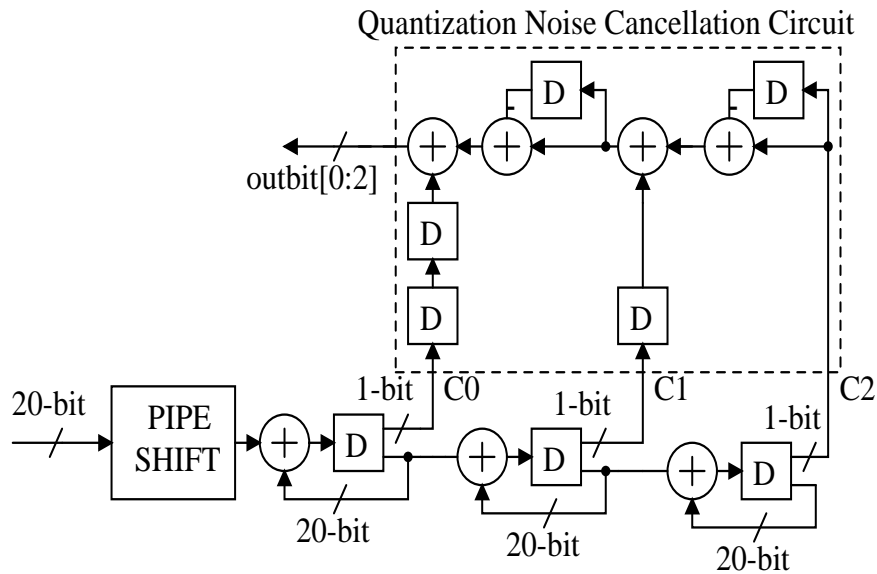 Quantization Noise Cancellation Circuit
D
D
-
-
+
+
+
+
outbit[0:2]
D
D
D
1-bit
C0
C1
C2
20-bit
1-bit
1-bit
PIPE
SHIFT
+
D
+
D
+
D
20-bit
20-bit
20-bit